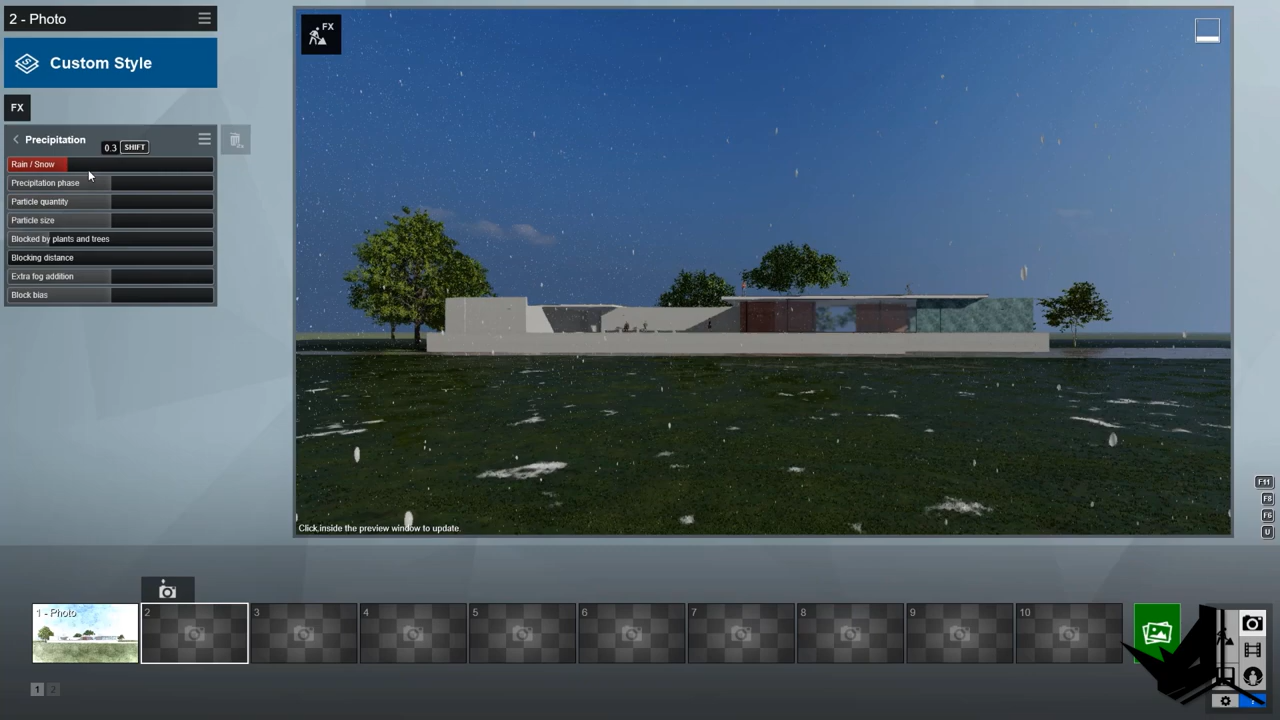 2 - Photo
Custom Style
FX
Precipitation
0.3 SHIFT
Rain / Snow
Precipitation phase
Particle quantity
Particle size
Blocked by plants and trees
Blocking distance
Extra fog addition
Block bias
FX
Click inside the preview window to update.
F11
F8
F6
U
1 - Photo
2
3
4
5
6
7
8
9
10
1
2